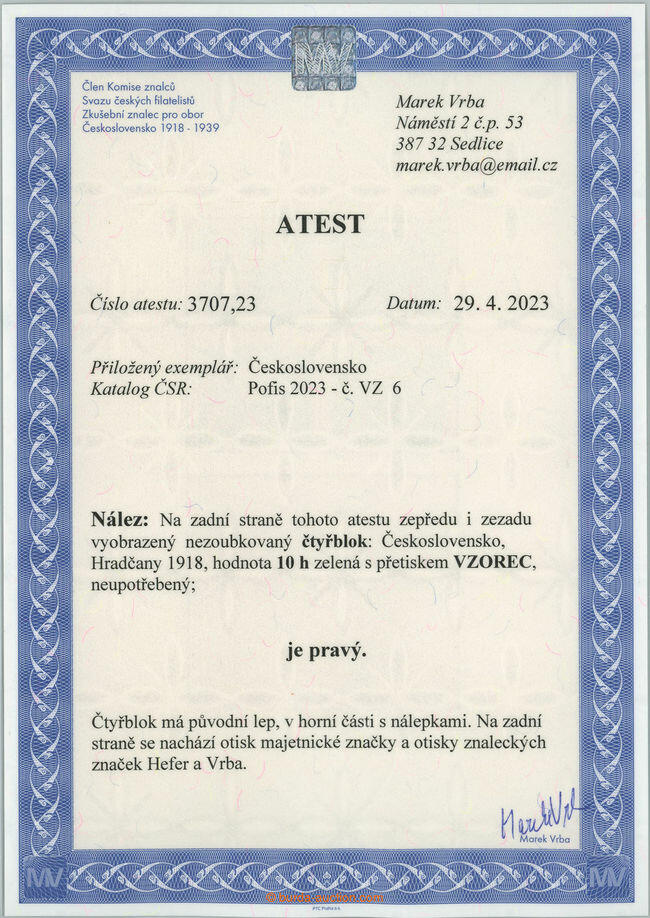 MV
Člen Komise znalců
Svazu českých filatelistů
Zkušební znalec pro obor
Československo 1918 - 1939
Marek Vrba
Náměstí 2 č.p. 53
387 32 Sedlice
marek.vrba@email.cz
ATEST
Číslo atestu: 3707,23
Datum: 29. 4. 2023
Přiložený exemplář: Československo
Katalog ČSR: Pofis 2023 - č. VZ 6
Nález: Na zadní straně tohoto atestu zepředu i zezadu
vyobrazený nezoubkovaný čtyřblok: Československo,
Hradčany 1918, hodnota 10 h zelená s přetiskem VZOREC,
neupotřebený;
je pravý.
Čtyřblok má původní lep, v horní části s nálepkami. Na zadní
straně se nachází otisk majetnické značky a otisky znaleckých
značek Hefer a Vrba.
Marek Vrba
MV
MV